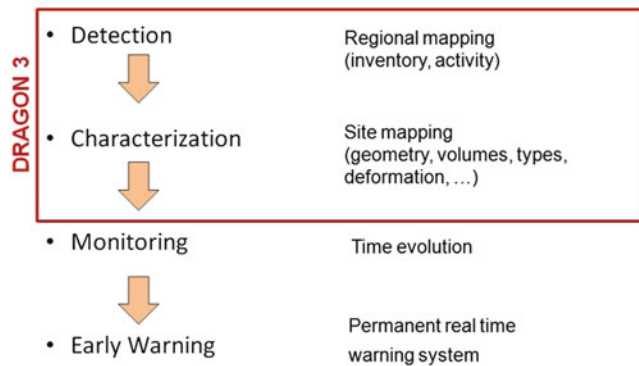 DRAGON 3
• Detection
Regional mapping
(inventory, activity)
• Characterization
Site mapping
(geometry, volumes, types,
deformation, …)
• Monitoring
Time evolution
• Early Warning
Permanent real time
warning system